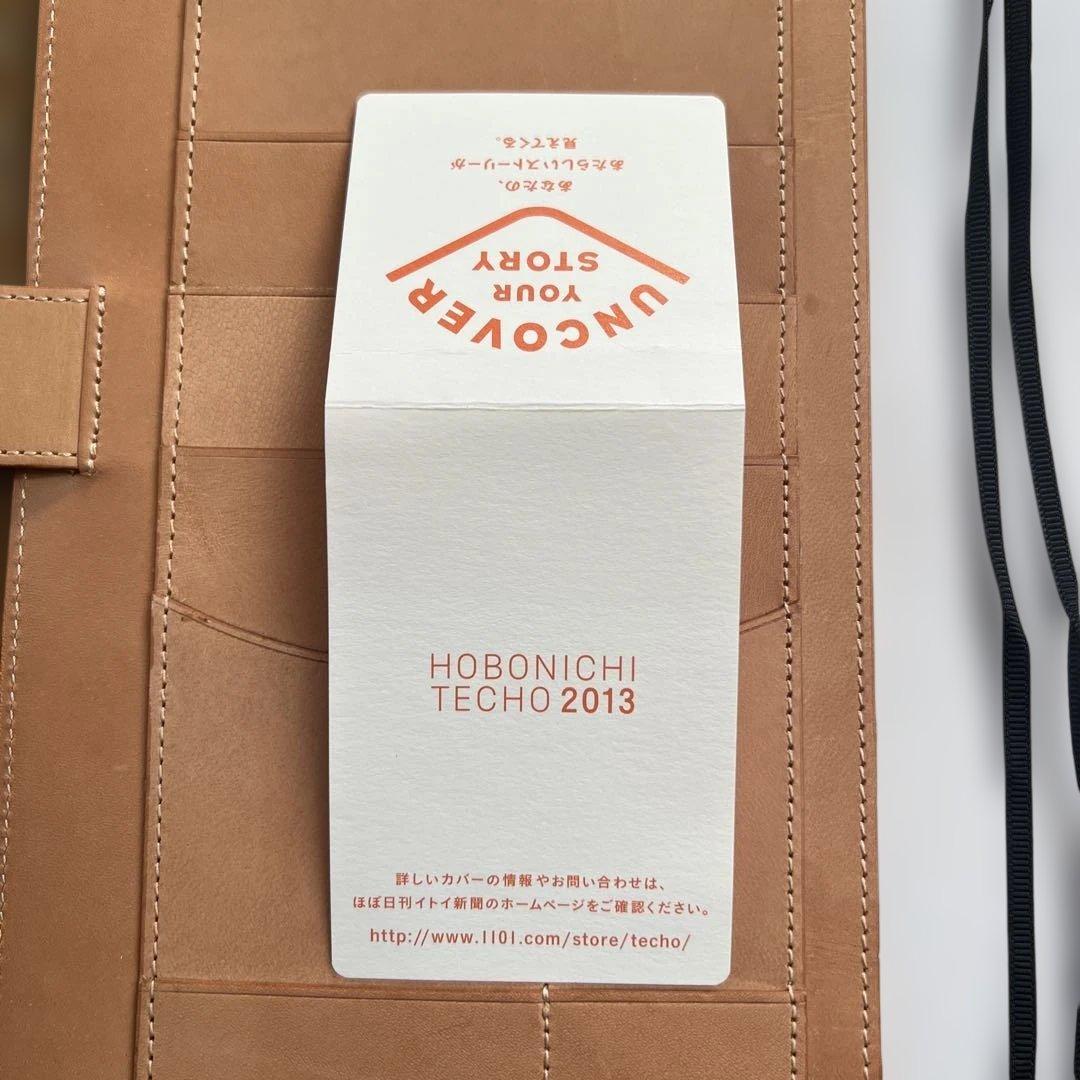 あなたの、
あたらしいストーリーが
見えてくる。
UNCOVER
YOUR
STORY
HOBONICHI
TECHO 2013
詳しいカバーの情報やお問い合わせは、
ほぼ日刊イトイ新聞のホームページをご確認ください。
http://www.1101.com/store/techo/